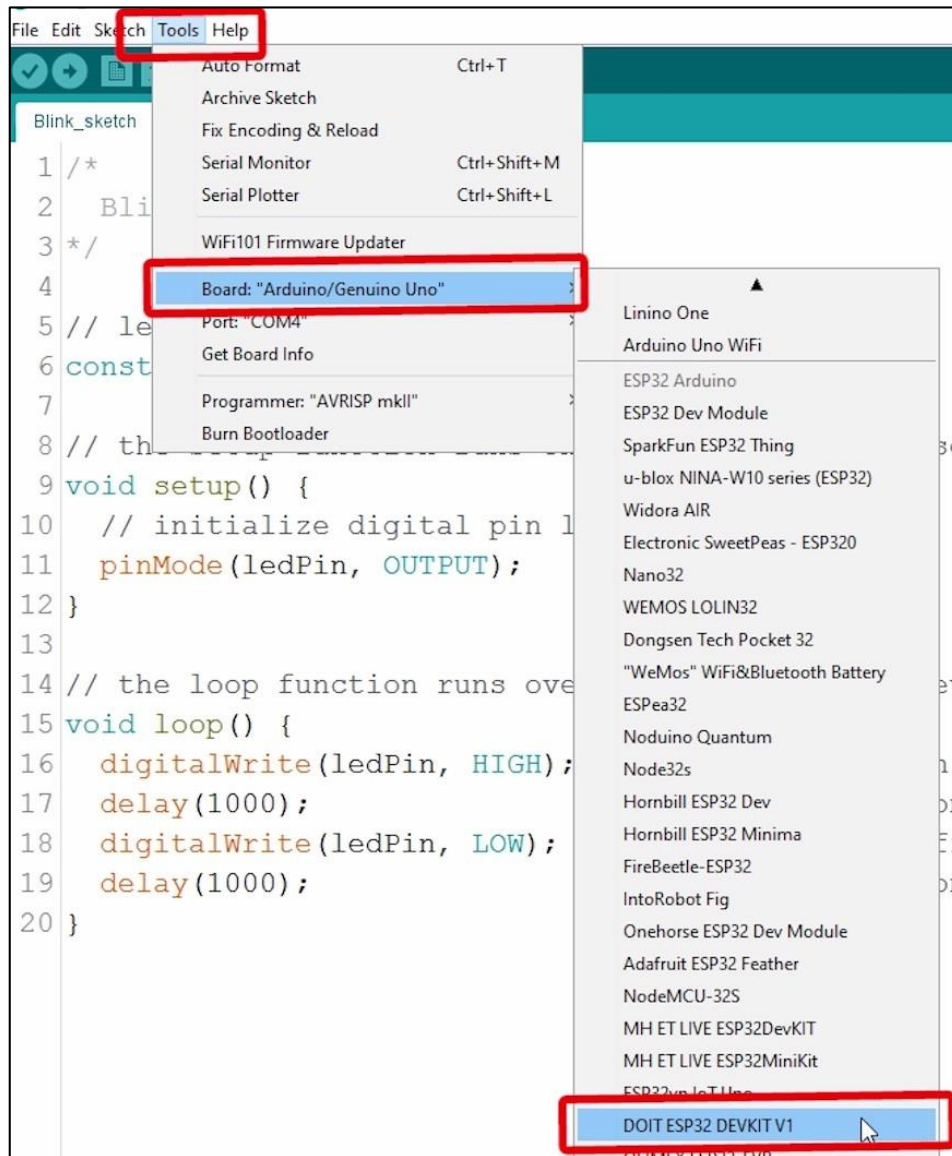 File Edit Sketch Tools Help
Auto Format Ctrl+T
Archive Sketch
Fix Encoding & Reload
Serial Monitor Ctrl+Shift+M
Serial Plotter Ctrl+Shift+L
WiFi101 Firmware Updater
Board: "Arduino/Genuino Uno"
Port: "COM4"
Get Board Info
Programmer: "AVRISP mkII"
Burn Bootloader
Linino One
Arduino Uno WiFi
ESP32 Arduino
ESP32 Dev Module
SparkFun ESP32 Thing
u-blox NINA-W10 series (ESP32)
Widora AIR
Electronic SweetPeas - ESP320
Nano32
WEMOS LOLIN32
Dongsen Tech Pocket 32
"WeMos" WiFi&Bluetooth Battery
ESPea32
Noduino Quantum
Node32s
Hornbill ESP32 Dev
Hornbill ESP32 Minima
FireBeetle-ESP32
IntoRobot Fig
Onehorse ESP32 Dev Module
Adafruit ESP32 Feather
NodeMCU-32S
MH ET LIVE ESP32DevKIT
MH ET LIVE ESP32MiniKit
ESP32vn IoT Uno
DOIT ESP32 DEVKIT V1
Blink_sketch
1 /*
2 Bli
3 */
4
5 // le
6 const
7
8 // the setup function runs
9 void setup() {
10 // initialize digital pin l
11 pinMode(ledPin, OUTPUT);
12 }
13
14 // the loop function runs ove
15 void loop() {
16 digitalWrite(ledPin, HIGH);
17 delay(1000);
18 digitalWrite(ledPin, LOW);
19 delay(1000);
20 }